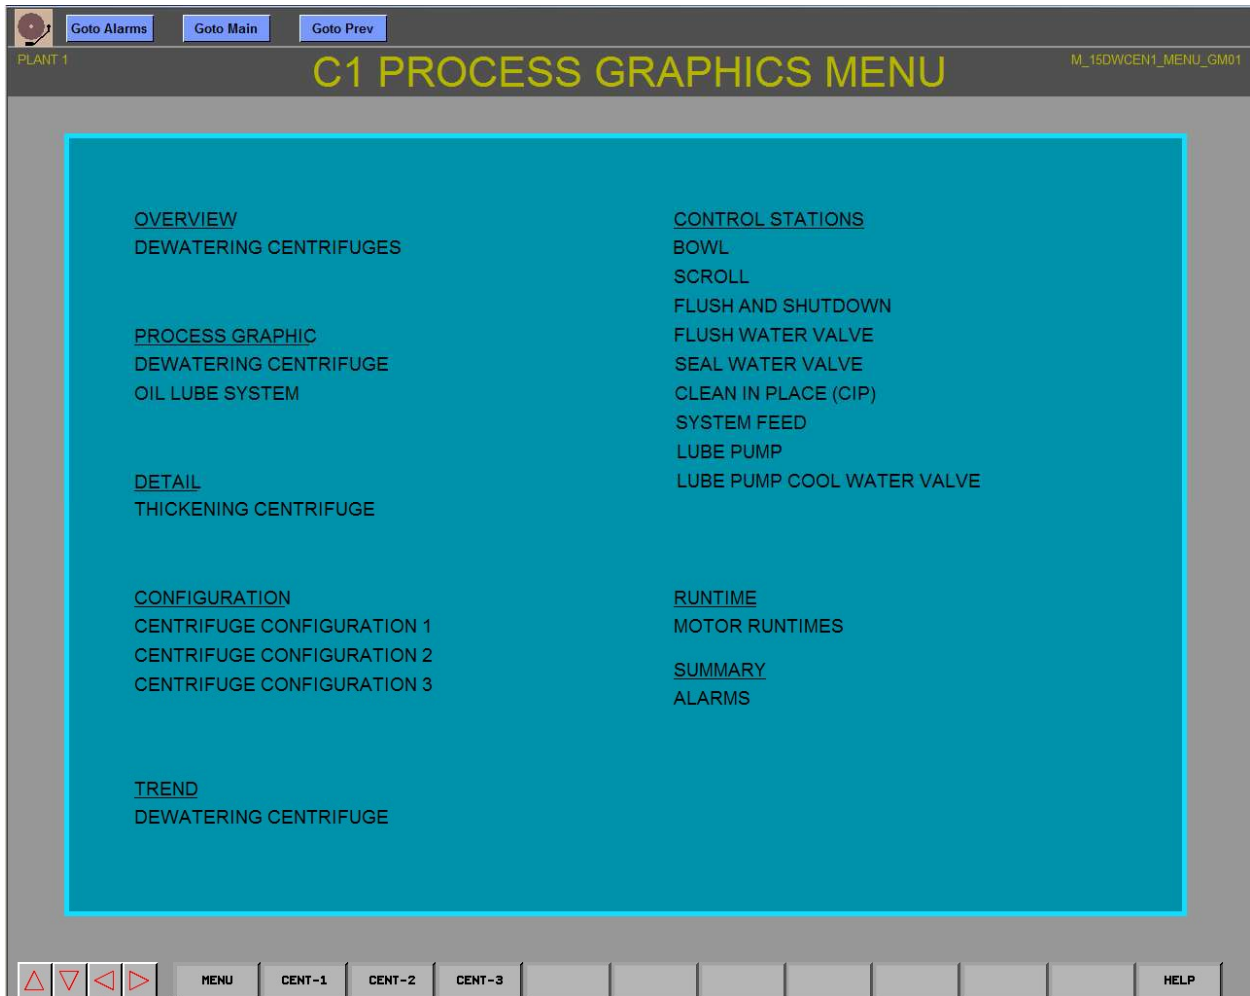 Goto Alarms Goto Main Goto Prev
PLANT 1
C1 PROCESS GRAPHICS MENU
M_15DWCEN1_MENU_GM01
OVERVIEW
DEWATERING CENTRIFUGES
PROCESS GRAPHIC
DEWATERING CENTRIFUGE
OIL LUBE SYSTEM
DETAIL
THICKENING CENTRIFUGE
CONFIGURATION
CENTRIFUGE CONFIGURATION 1
CENTRIFUGE CONFIGURATION 2
CENTRIFUGE CONFIGURATION 3
TREND
DEWATERING CENTRIFUGE
CONTROL STATIONS
BOWL
SCROLL
FLUSH AND SHUTDOWN
FLUSH WATER VALVE
SEAL WATER VALVE
CLEAN IN PLACE (CIP)
SYSTEM FEED
LUBE PUMP
LUBE PUMP COOL WATER VALVE
RUNTIME
MOTOR RUNTIMES
SUMMARY
ALARMS
MENU CENT-1 CENT-2 CENT-3 HELP